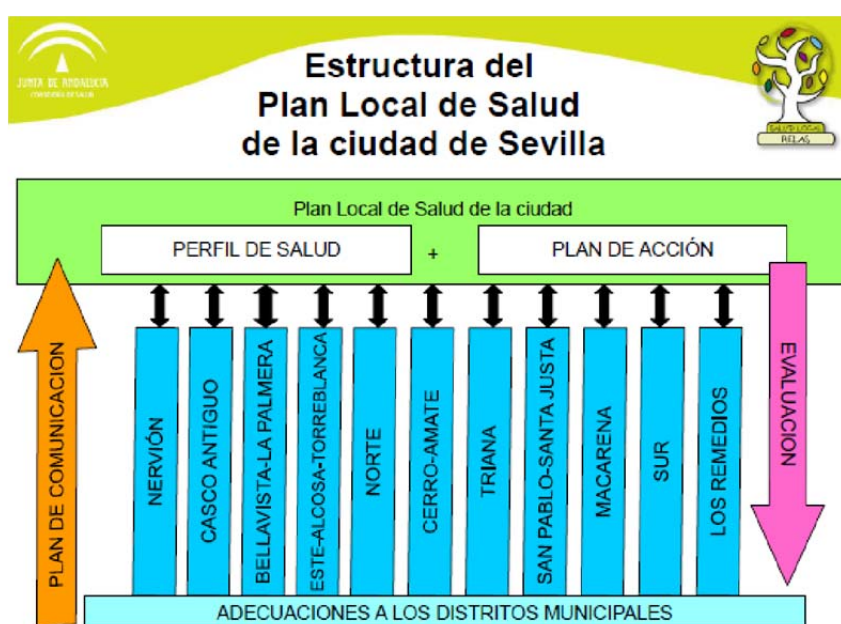 JUNTA DE ANDALUCIA
CONSEJERÍA DE SALUD
Estructura del
Plan Local de Salud
de la ciudad de Sevilla
SALUD LOCAL
RELAS
Plan Local de Salud de la ciudad
PERFIL DE SALUD
+
PLAN DE ACCIÓN
PLAN DE COMUNICACION
NERVIÓN
CASCO ANTIGUO
BELLAVISTA-LA PALMERA
ESTE-ALCOSA-TORREBLANCA
NORTE
CERRO-AMATE
TRIANA
SAN PABLO-SANTA JUSTA
MACARENA
SUR
LOS REMEDIOS
EVALUACION
ADECUACIONES A LOS DISTRITOS MUNICIPALES